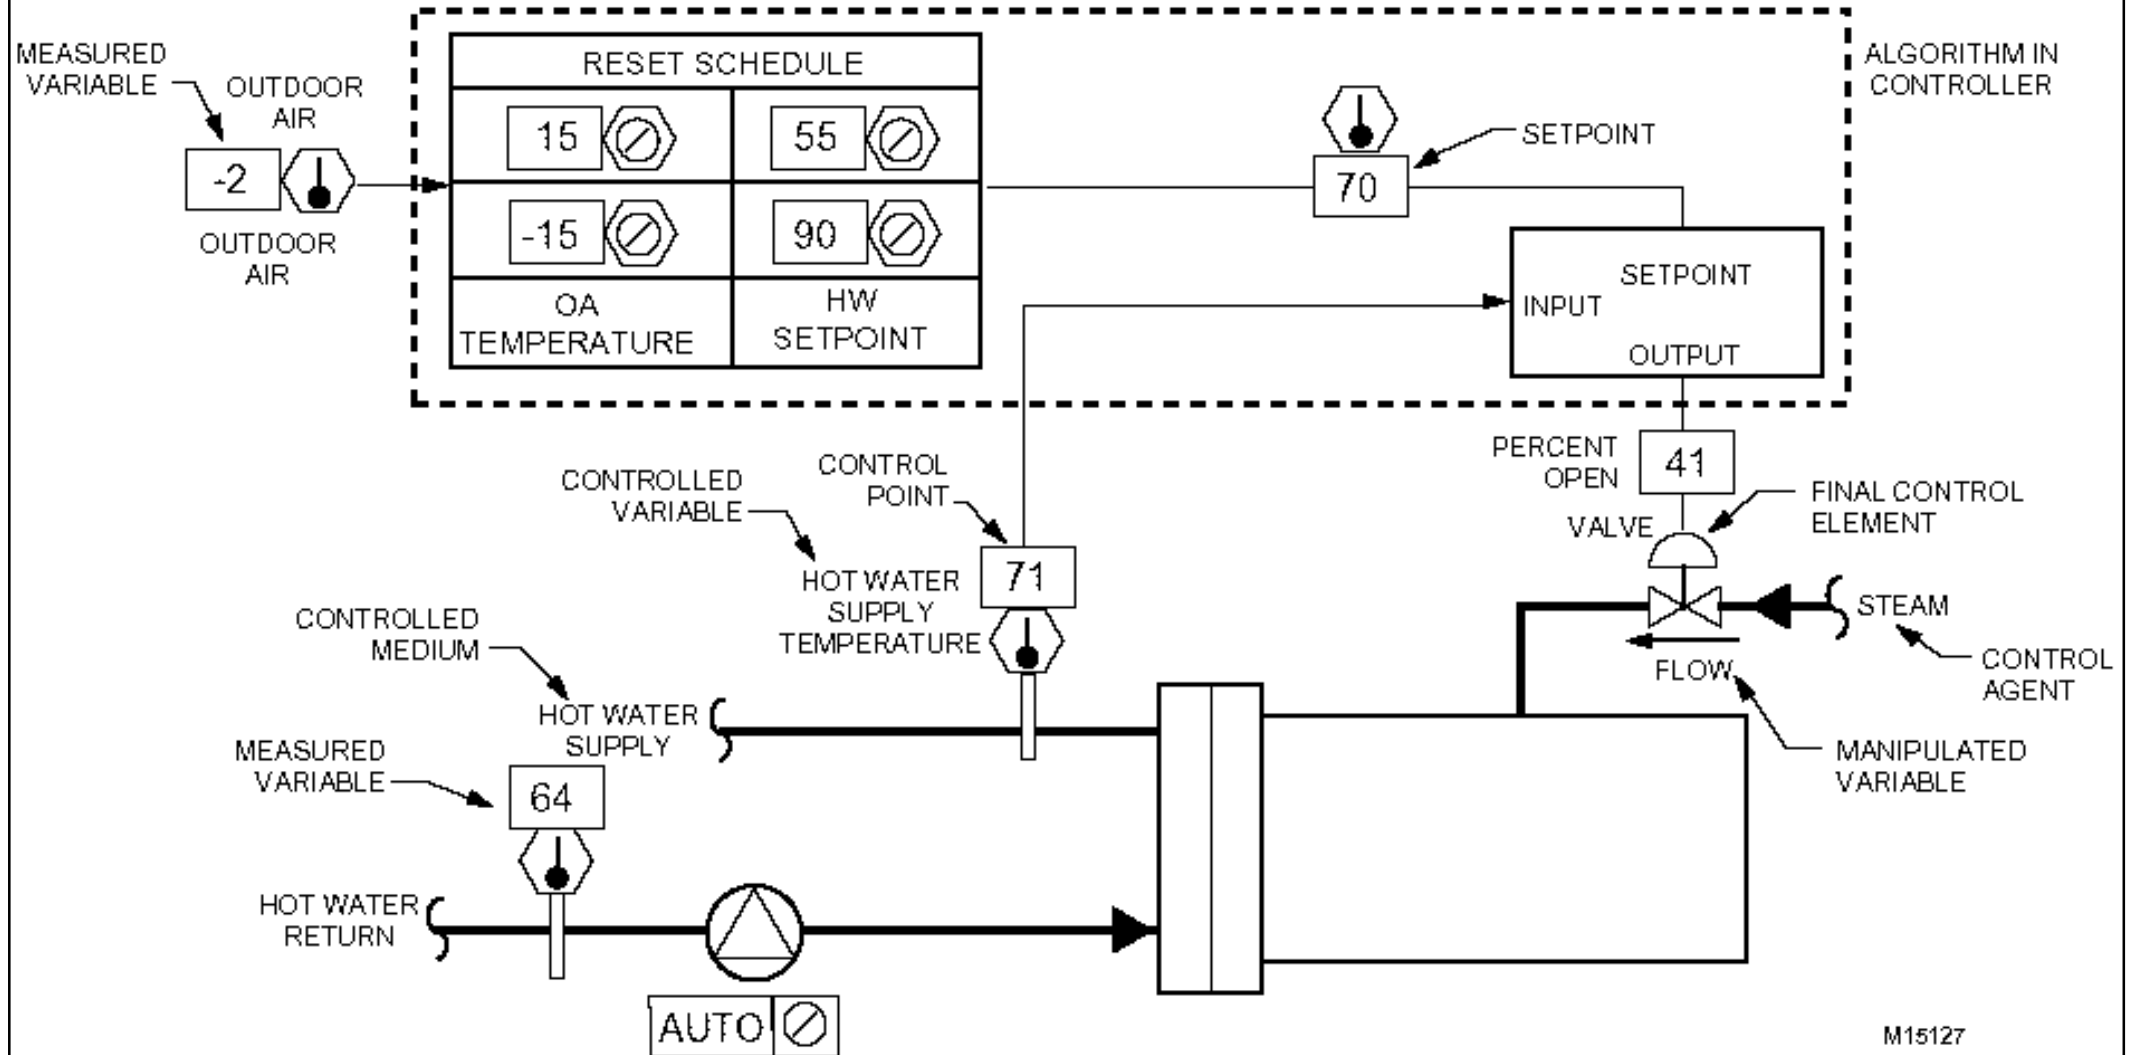 MEASURED
VARIABLE
OUTDOOR
AIR
-2
OUTDOOR
AIR
RESET SCHEDULE
15
55
-15
90
OA
TEMPERATURE
HW
SETPOINT
70
SETPOINT
ALGORITHM IN
CONTROLLER
SETPOINT
INPUT
OUTPUT
PERCENT
OPEN
41
VALVE
FINAL CONTROL
ELEMENT
CONTROLLED
VARIABLE
CONTROL
POINT
71
HOT WATER
SUPPLY
TEMPERATURE
STEAM
FLOW
CONTROL
AGENT
MANIPULATED
VARIABLE
CONTROLLED
MEDIUM
HOT WATER
SUPPLY
MEASURED
VARIABLE
64
HOT WATER
RETURN
AUTO
M15127